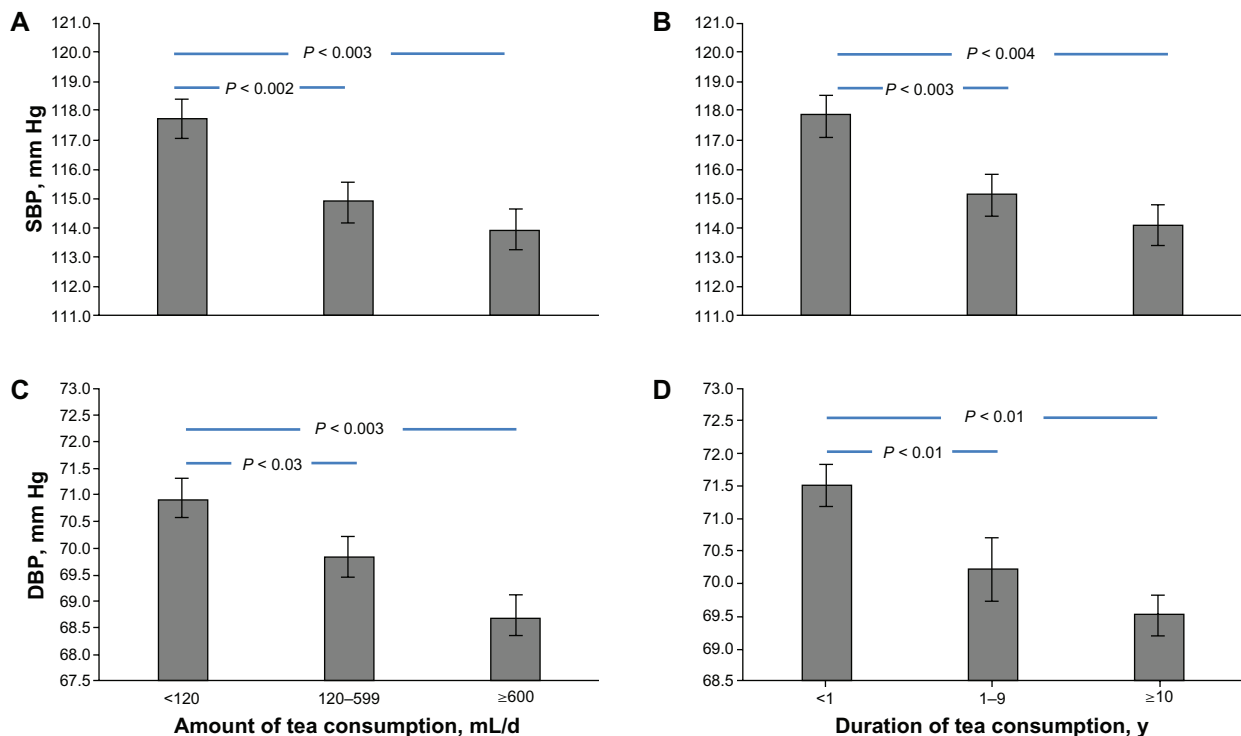 A
SBP, mm Hg
121.0
120.0
119.0
118.0
117.0
116.0
115.0
114.0
113.0
112.0
111.0
P < 0.003
P < 0.002
B
121.0
120.0
119.0
118.0
117.0
116.0
115.0
114.0
113.0
112.0
111.0
P < 0.004
P < 0.003
C
DBP, mm Hg
73.0
72.5
72.0
71.5
71.0
70.5
70.0
69.5
69.0
68.5
68.0
67.5
P < 0.003
P < 0.03
<120 120–599 ≥600
Amount of tea consumption, mL/d
D
73.0
72.5
72.0
71.5
71.0
70.5
70.0
69.5
69.0
68.5
P < 0.01
P < 0.01
<1 1–9 ≥10
Duration of tea consumption, y